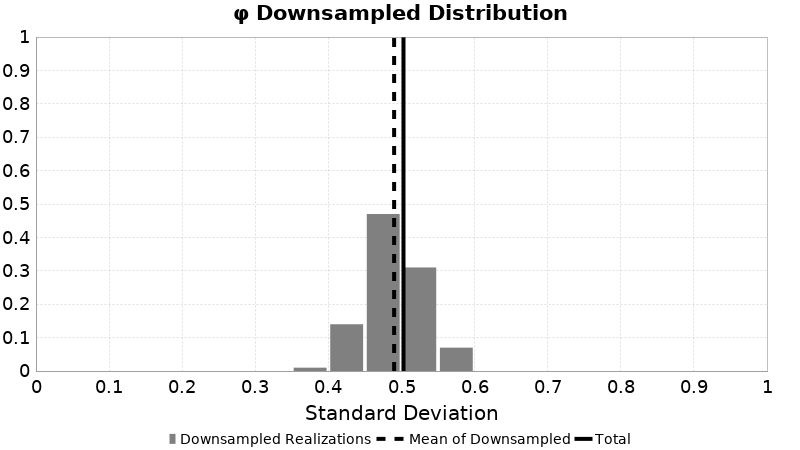 φ Downsampled Distribution
1
0.9
0.8
0.7
0.6
0.5
0.4
0.3
0.2
0.1
0
0 0.1 0.2 0.3 0.4 0.5 0.6 0.7 0.8 0.9 1
Standard Deviation
Downsampled Realizations Mean of Downsampled Total